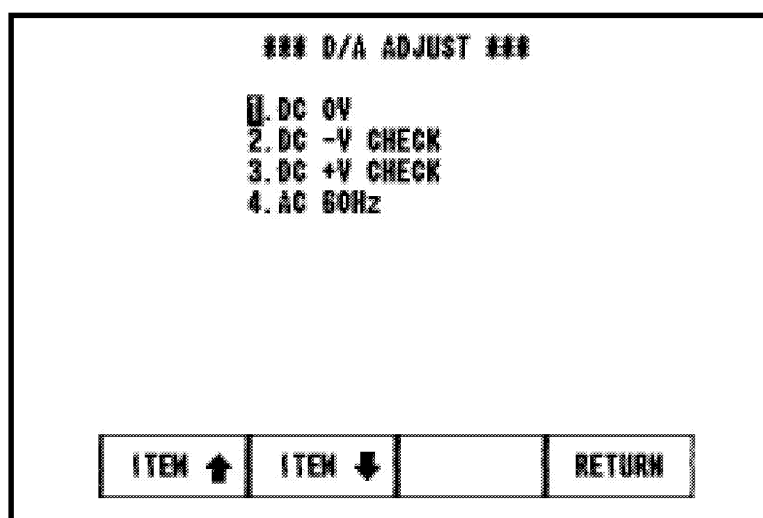 ### D/A ADJUST ###
1.DC 0V
2.DC -V CHECK
3.DC +V CHECK
4.AC 60Hz
ITEM ↑ ITEM ↓ RETURN